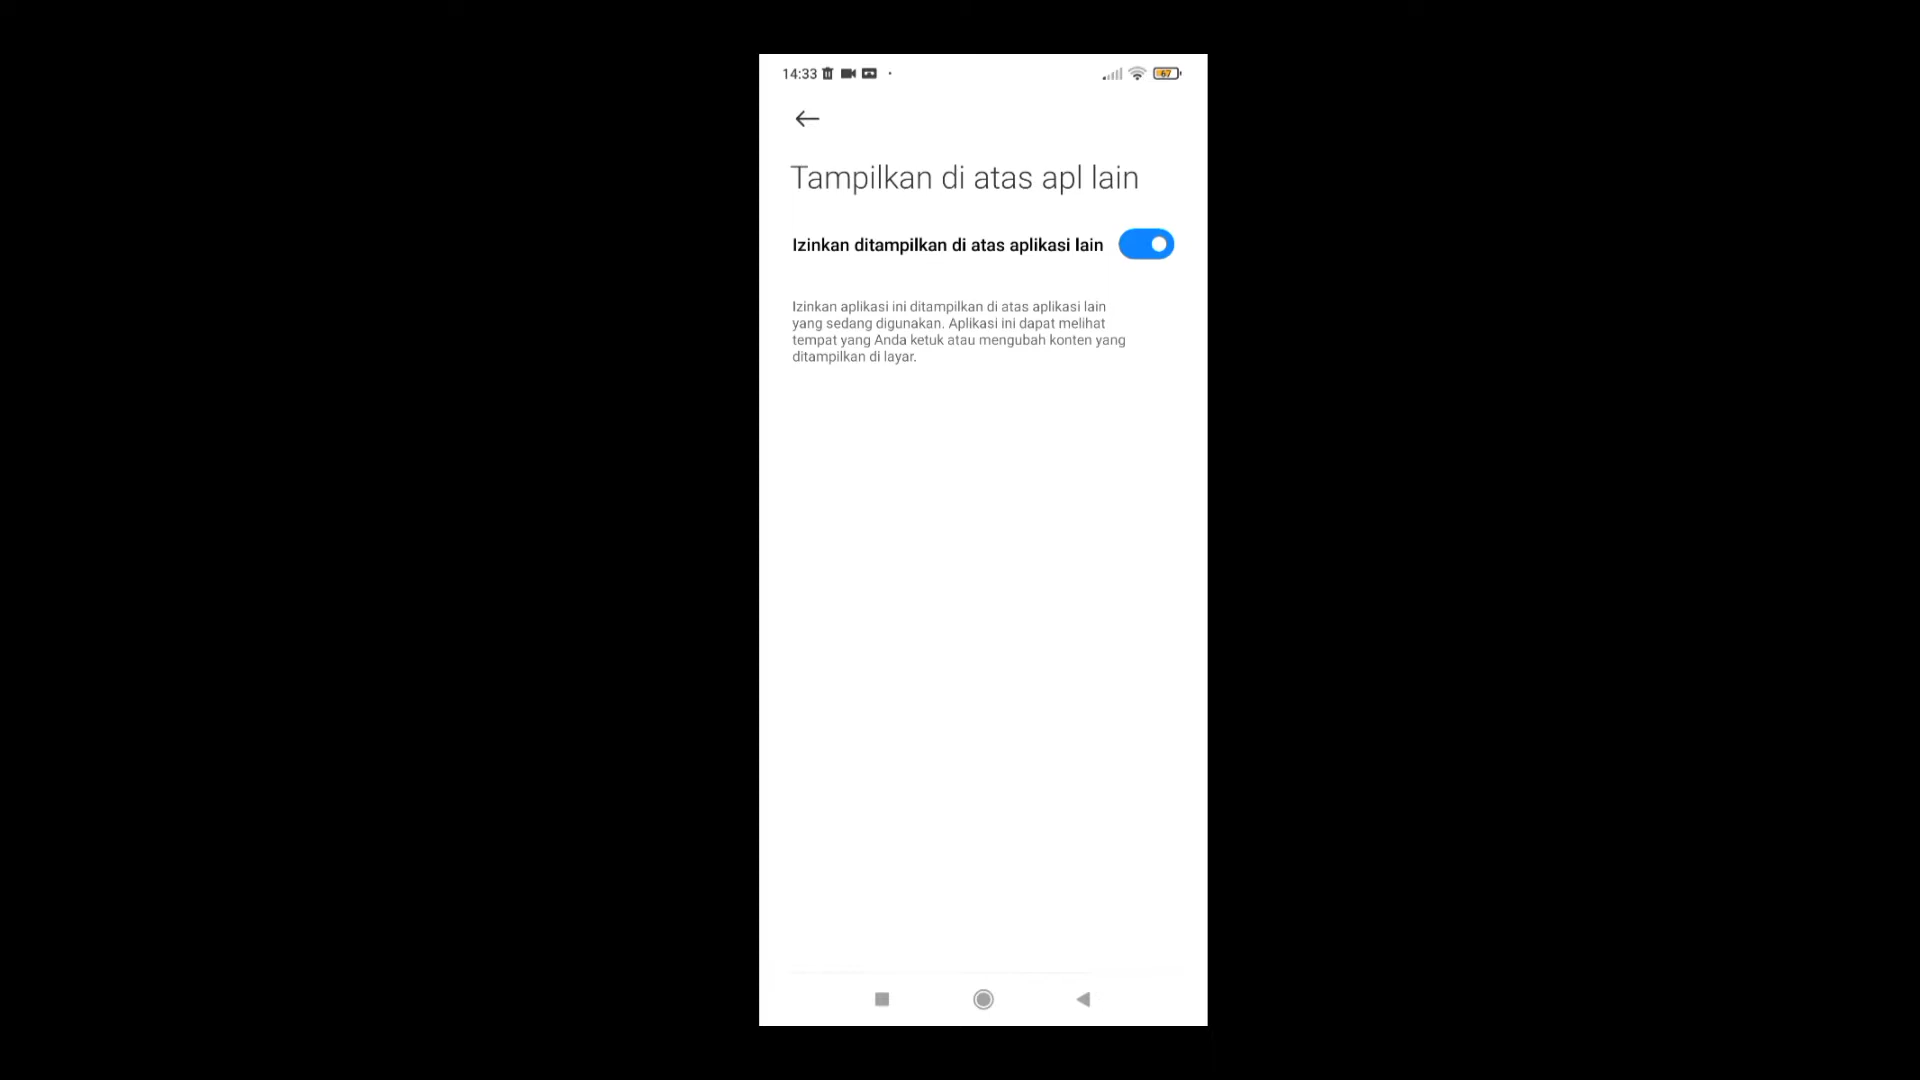 14:33
67
Tampilkan di atas apl lain
Izinkan ditampilkan di atas aplikasi lain
Izinkan aplikasi ini ditampilkan di atas aplikasi lain
yang sedang digunakan. Aplikasi ini dapat melihat
tempat yang Anda ketuk atau mengubah konten yang
ditampilkan di layar.